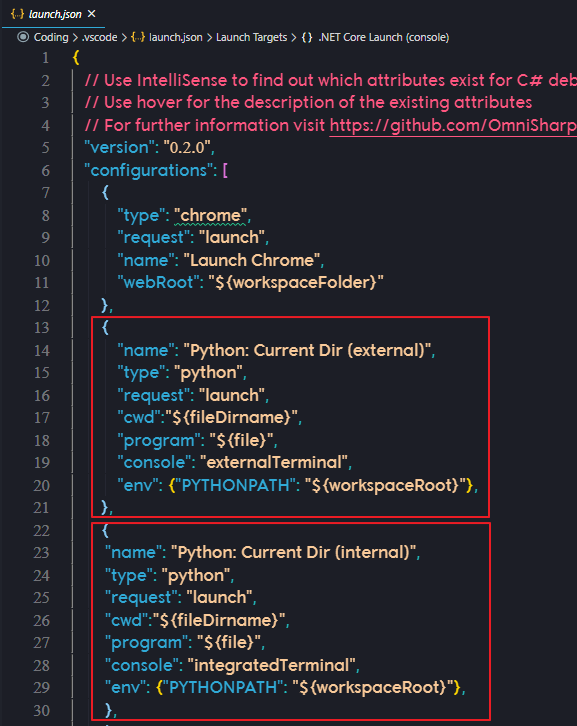 {..} launch.json ×
Coding > .vscode > {..} launch.json > Launch Targets > {} .NET Core Launch (console)
1 {
2 // Use IntelliSense to find out which attributes exist for C# deb
3 // Use hover for the description of the existing attributes
4 // For further information visit https://github.com/OmniSharp
5 "version": "0.2.0",
6 "configurations": [
7 {
8 "type": "chrome",
9 "request": "launch",
10 "name": "Launch Chrome",
11 "webRoot": "${workspaceFolder}"
12 },
13 {
14 "name": "Python: Current Dir (external)",
15 "type": "python",
16 "request": "launch",
17 "cwd":"${fileDirname}",
18 "program": "${file}",
19 "console": "externalTerminal",
20 "env": {"PYTHONPATH": "${workspaceRoot}"},
21 },
22 {
23 "name": "Python: Current Dir (internal)",
24 "type": "python",
25 "request": "launch",
26 "cwd":"${fileDirname}",
27 "program": "${file}",
28 "console": "integratedTerminal",
29 "env": {"PYTHONPATH": "${workspaceRoot}"},
30 },